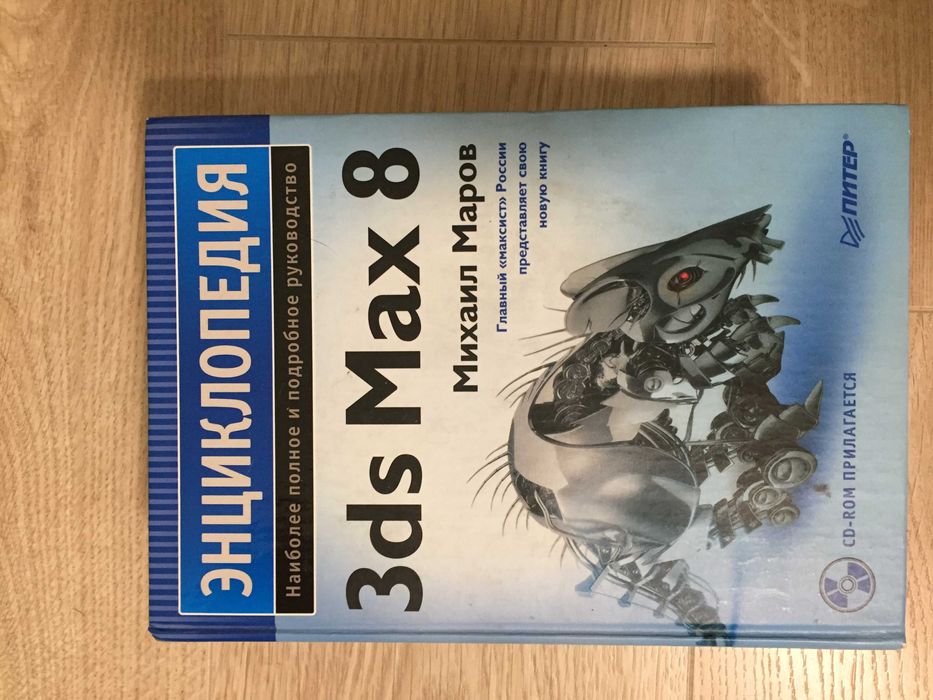 ЭНЦИКЛОПЕДИЯ
Наиболее полное и подробное руководство
3ds Max 8
Михаил Маров
Главный «максист» России
представляет свою
новую книгу
CD-ROM ПРИЛАГАЕТСЯ
ПИТЕР®